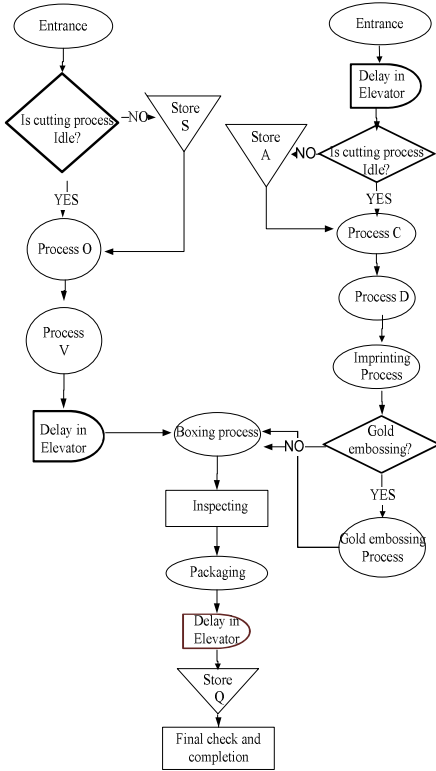 Entrance
Is cutting process
Idle?
NO
Store
S
YES
Process O
Process
V
Delay in
Elevator
Entrance
Delay in
Elevator
Is cutting process
Idle?
NO
Store
A
YES
Process C
Process D
Imprinting
Process
Gold
embossing?
NO
YES
Gold embossing
Process
Boxing process
Inspecting
Packaging
Delay in
Elevator
Store
Q
Final check and
completion